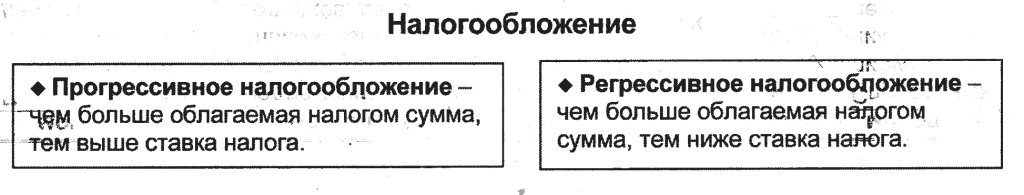 Налогообложение
◆ Прогрессивное налогообложение –
чем больше облагаемая налогом сумма,
тем выше ставка налога.
◆ Регрессивное налогообложение –
чем больше облагаемая налогом
сумма, тем ниже ставка налога.